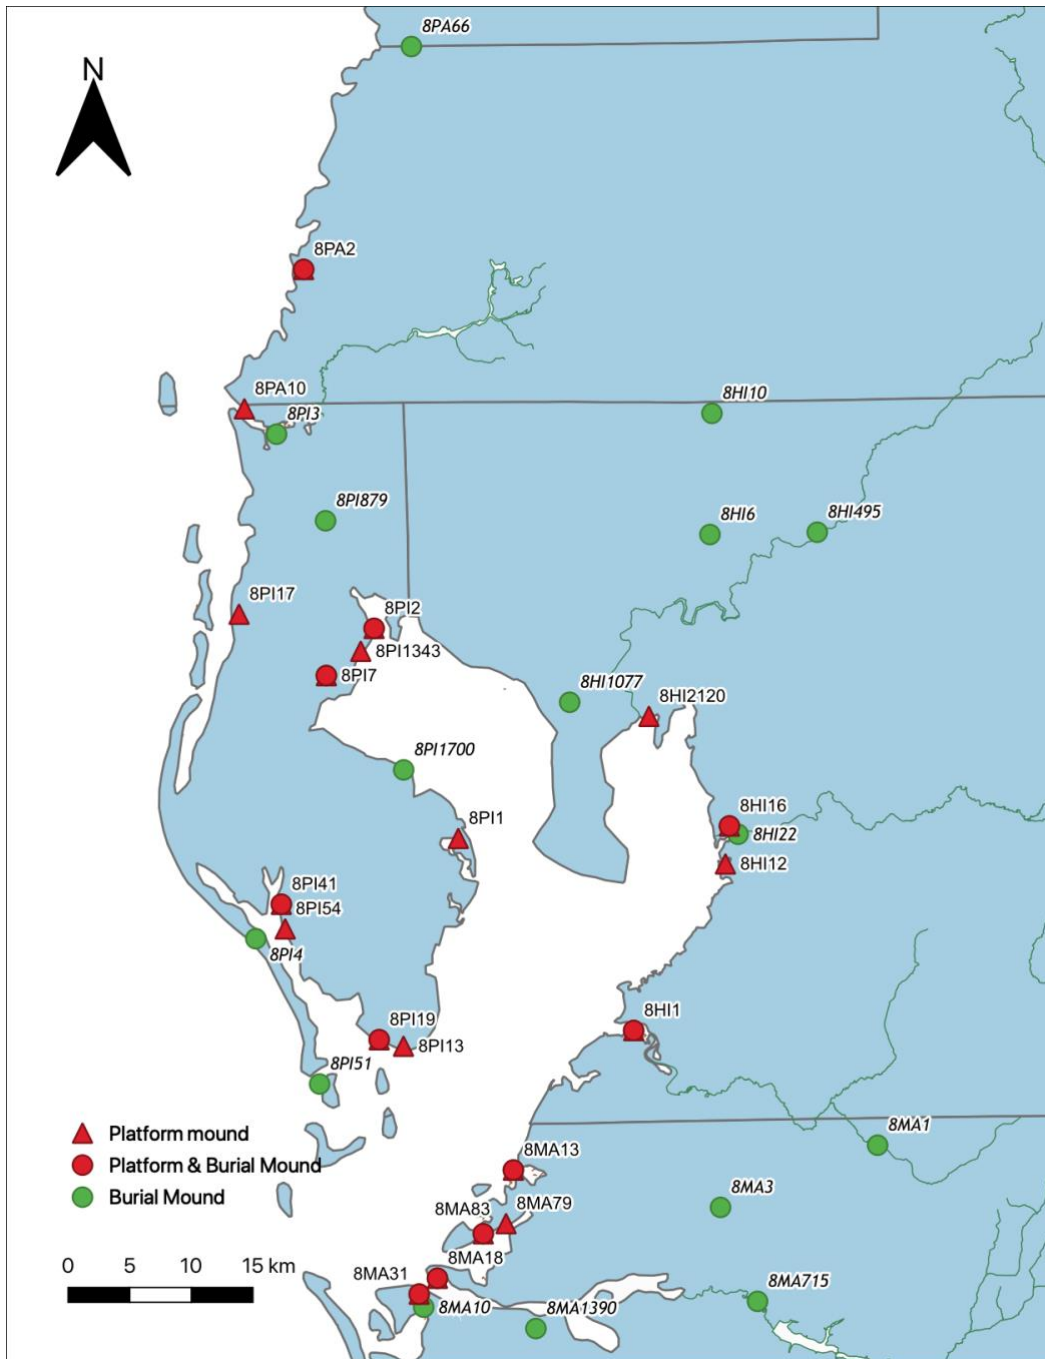 8PA66
N
8PA2
8PA10
8PI3
8HI10
8PI879
8HI6
8HI495
8PI17
8PI2
8PI1343
8PI7
8HI1077
8HI2120
8PI1700
8PI1
8HI16
8HI22
8HI12
8PI41
8PI54
8PI4
8HI1
8PI19
8PI13
8PI51
Platform mound
Platform & Burial Mound
Burial Mound
8MA1
8MA13
8MA3
8MA83
8MA79
8MA18
8MA31
8MA10
8MA1390
8MA715
0 5 10 15 km